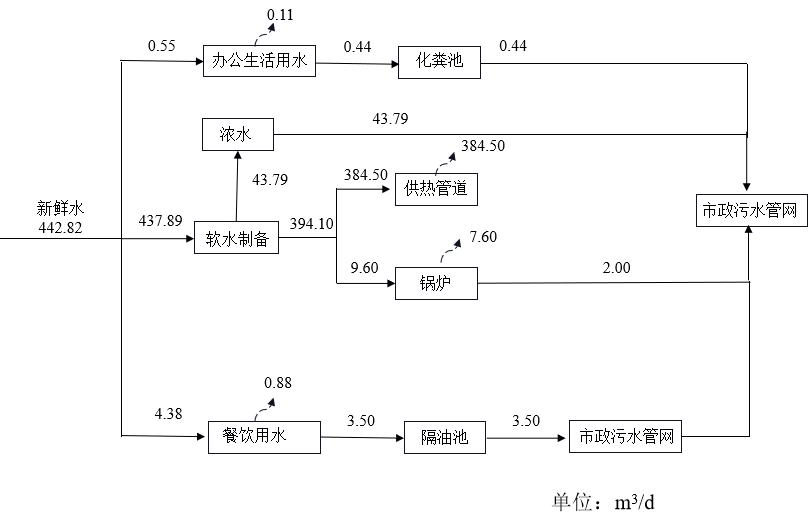 0.11
0.55
办公生活用水
0.44
化粪池
0.44
浓水
43.79
43.79
384.50
384.50
供热管道
新鲜水
442.82
437.89
软水制备
394.10
市政污水管网
7.60
9.60
锅炉
2.00
0.88
4.38
餐饮用水
3.50
隔油池
3.50
市政污水管网
单位：m³/d